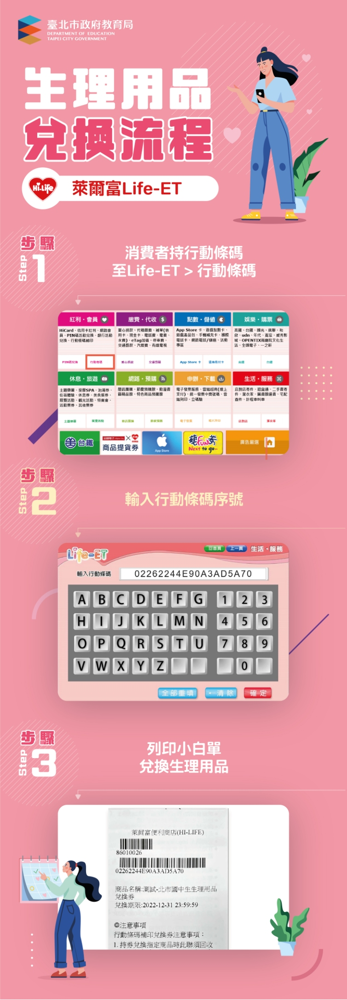 臺北市政府教育局
DEPARTMENT OF EDUCATION
TAIPEI CITY GOVERNMENT
生理用品
兌換流程
Hi-Life
萊爾富Life-ET
步驟
Step 1
消費者持行動條碼
至Life-ET > 行動條碼
紅利・會員
繳費・代收
點數・儲值
娛樂・購票
HiCard、信用卡紅利、網路會
員、PIN碼活動兌換、銀行活動
兌換、行動條碼補印
愛心捐款、代碼繳費、補單(信
用卡、現金卡、電話費、電費、
水費)、eTag加值、停車費、
交通罰款、汽燃費、有線電視
App Store 卡、遊戲點數卡、
遊戲產品包、手機補充卡、國際
電話卡、網路電話/儲值、活動
專區
高鐵、台鐵、國光、統聯、和
欣、udn、年代、寬宏、威秀影
城、OPENTIX兩廳院文化生
活、全國電子、一之軒
PIN碼兌換
行動條碼
愛心捐款
交通罰鍰
App Store 卡
遠傳易付卡
高鐵
台鐵
休息・旅遊
網路・預購
申辦・下載
生活・服務
主題樂園、按摩SPA、泡湯券、
住宿體驗、休息券、美食餐券、
展覽活動、觀光活動、特賣會、
活動票券、其他票券
簡訊團購、節慶預購館、動漫書
籍精品館、特色商品預購館
電子發票服務、雲端超商(線上
支付)、統一發票中獎號碼、雲
端列印、立碼驗
店到店寄件、退貨通、二手書寄
件、潔衣家、圖書館還書、宅配
查件、計程車叫車
主題樂園
展覽活動
簡訊團購
節慶預購
電子發票
相片沖印
店到店
潔衣家
台鐵
全國電子
商品提貨券
App Store
藝Fun券
Next to go
廣告嚴選
步驟
Step 2
輸入行動條碼序號
Life-ET
回首頁
上一頁
生活・服務
輸入行動條碼
02262244E90A3AD5A70
A B C D E F G 1 2 3
H I J K L M N 4 5 6
O P Q R S T U 7 8 9
V W X Y Z 0
全部重填
←清除
確定
步驟
Step 3
列印小白單
兌換生理用品
萊爾富便利商店(HI-LIFE)
86010026
02262244E90A3AD5A70
商品名稱:測試-北市國中生生理用品
兌換券
兌換期限:2022-12-31 23:59:59
◎注意事項
行動條碼補印兌換券注意事項：
1. 持券兌換指定商品時此聯須回收